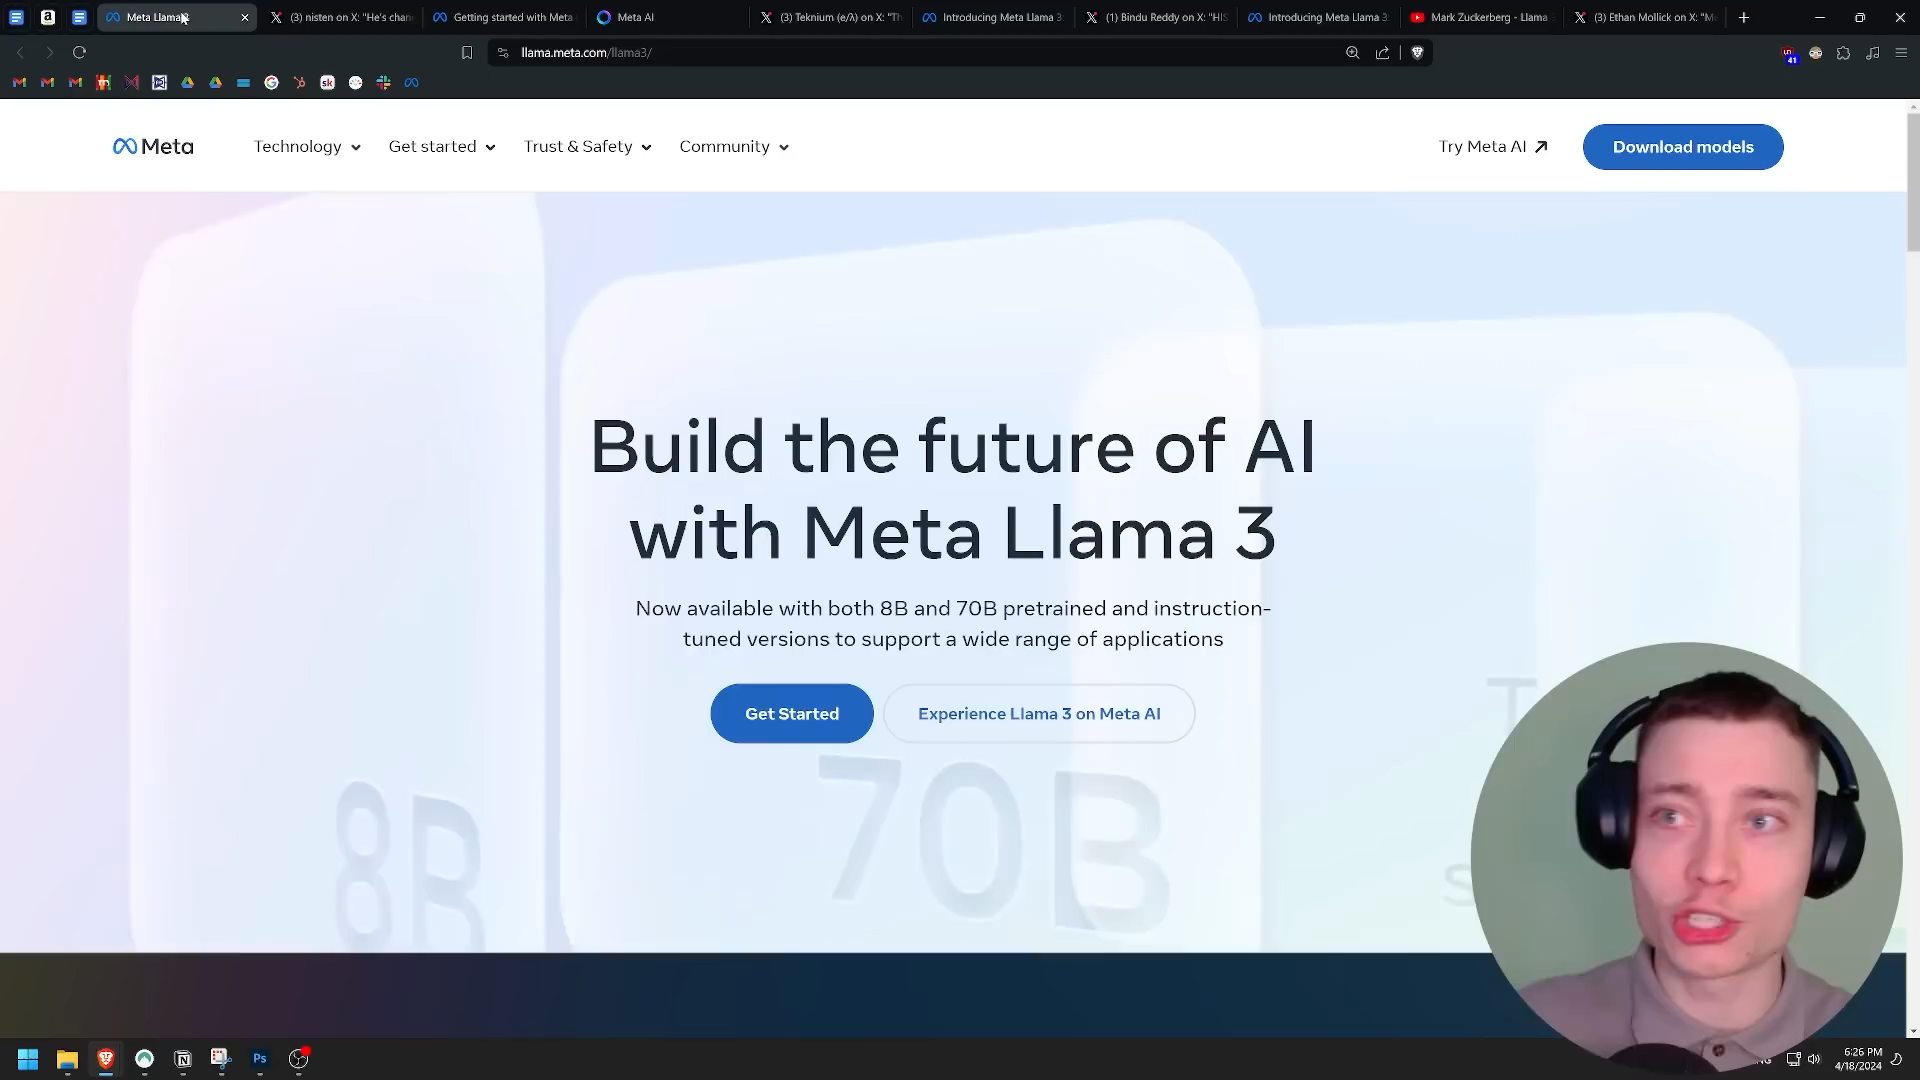 Meta Llama 3
(3) nisten on X: "He's chan
Getting started with Meta
Meta AI
(3) Teknium (e/λ) on X: "Th
Introducing Meta Llama 3:
(1) Bindu Reddy on X: "HIS
Introducing Meta Llama 3:
Mark Zuckerberg - Llama
(3) Ethan Mollick on X: "Me
llama.meta.com/llama3/
41
sk
Meta
Technology
Get started
Trust & Safety
Community
Try Meta AI
Download models
Build the future of AI
with Meta Llama 3
Now available with both 8B and 70B pretrained and instruction-
tuned versions to support a wide range of applications
Get Started
Experience Llama 3 on Meta AI
8B
70B
Ps
6:26 PM
4/18/2024